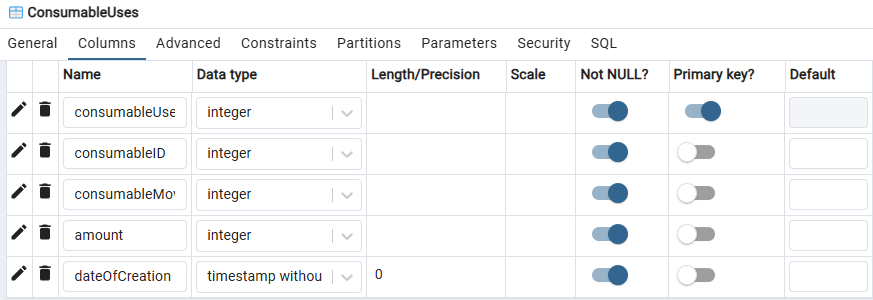 ConsumableUses
General Columns Advanced Constraints Partitions Parameters Security SQL
Name Data type Length/Precision Scale Not NULL? Primary key? Default
consumableUse integer
consumableID integer
consumableMo integer
amount integer
dateOfCreation timestamp withou 0